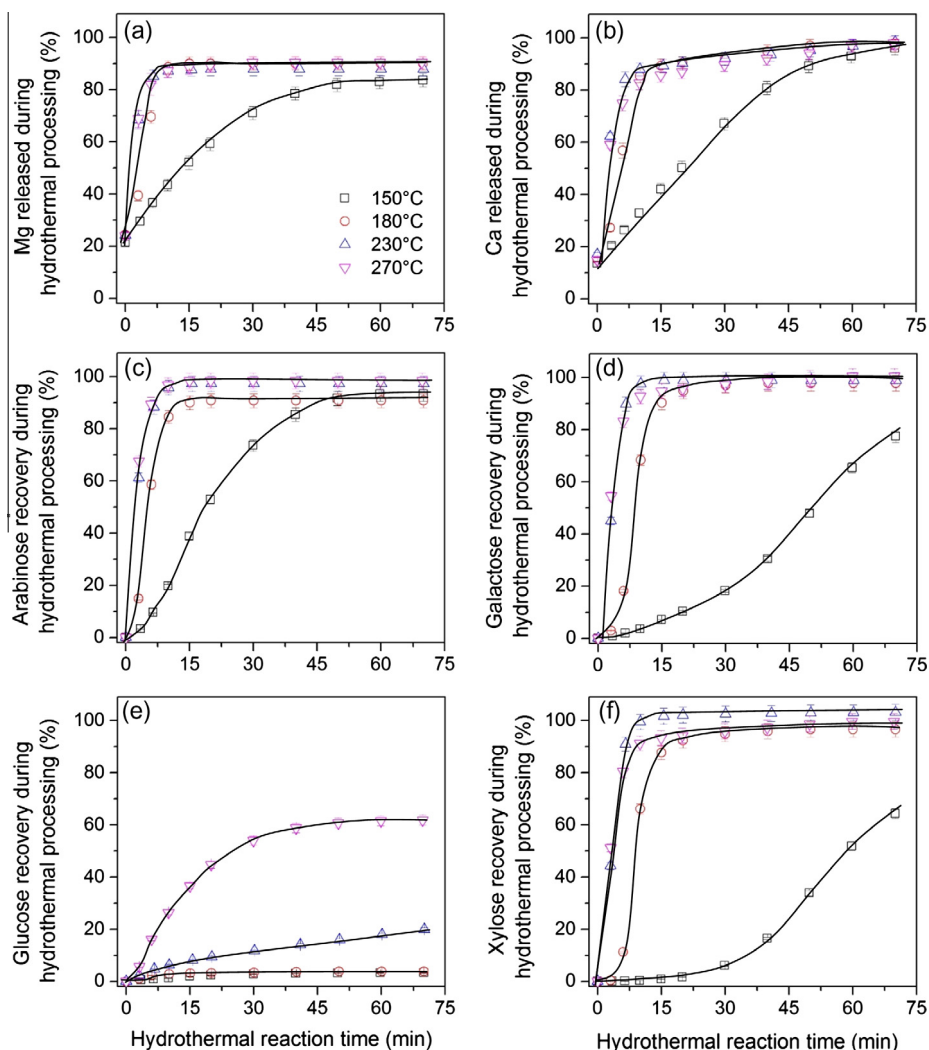 (a)
Mg released during
hydrothermal processing (%)
100
80
60
40
20
0
150°C
180°C
230°C
270°C
0 15 30 45 60 75
(b)
Ca released during
hydrothermal processing (%)
100
80
60
40
20
0
0 15 30 45 60 75
(c)
Arabinose recovery during
hydrothermal processing (%)
100
80
60
40
20
0
0 15 30 45 60 75
(d)
Galactose recovery during
hydrothermal processing (%)
100
80
60
40
20
0
0 15 30 45 60 75
(e)
Glucose recovery during
hydrothermal processing (%)
100
80
60
40
20
0
0 15 30 45 60 75
Hydrothermal reaction time (min)
(f)
Xylose recovery during
hydrothermal processing (%)
100
80
60
40
20
0
0 15 30 45 60 75
Hydrothermal reaction time (min)